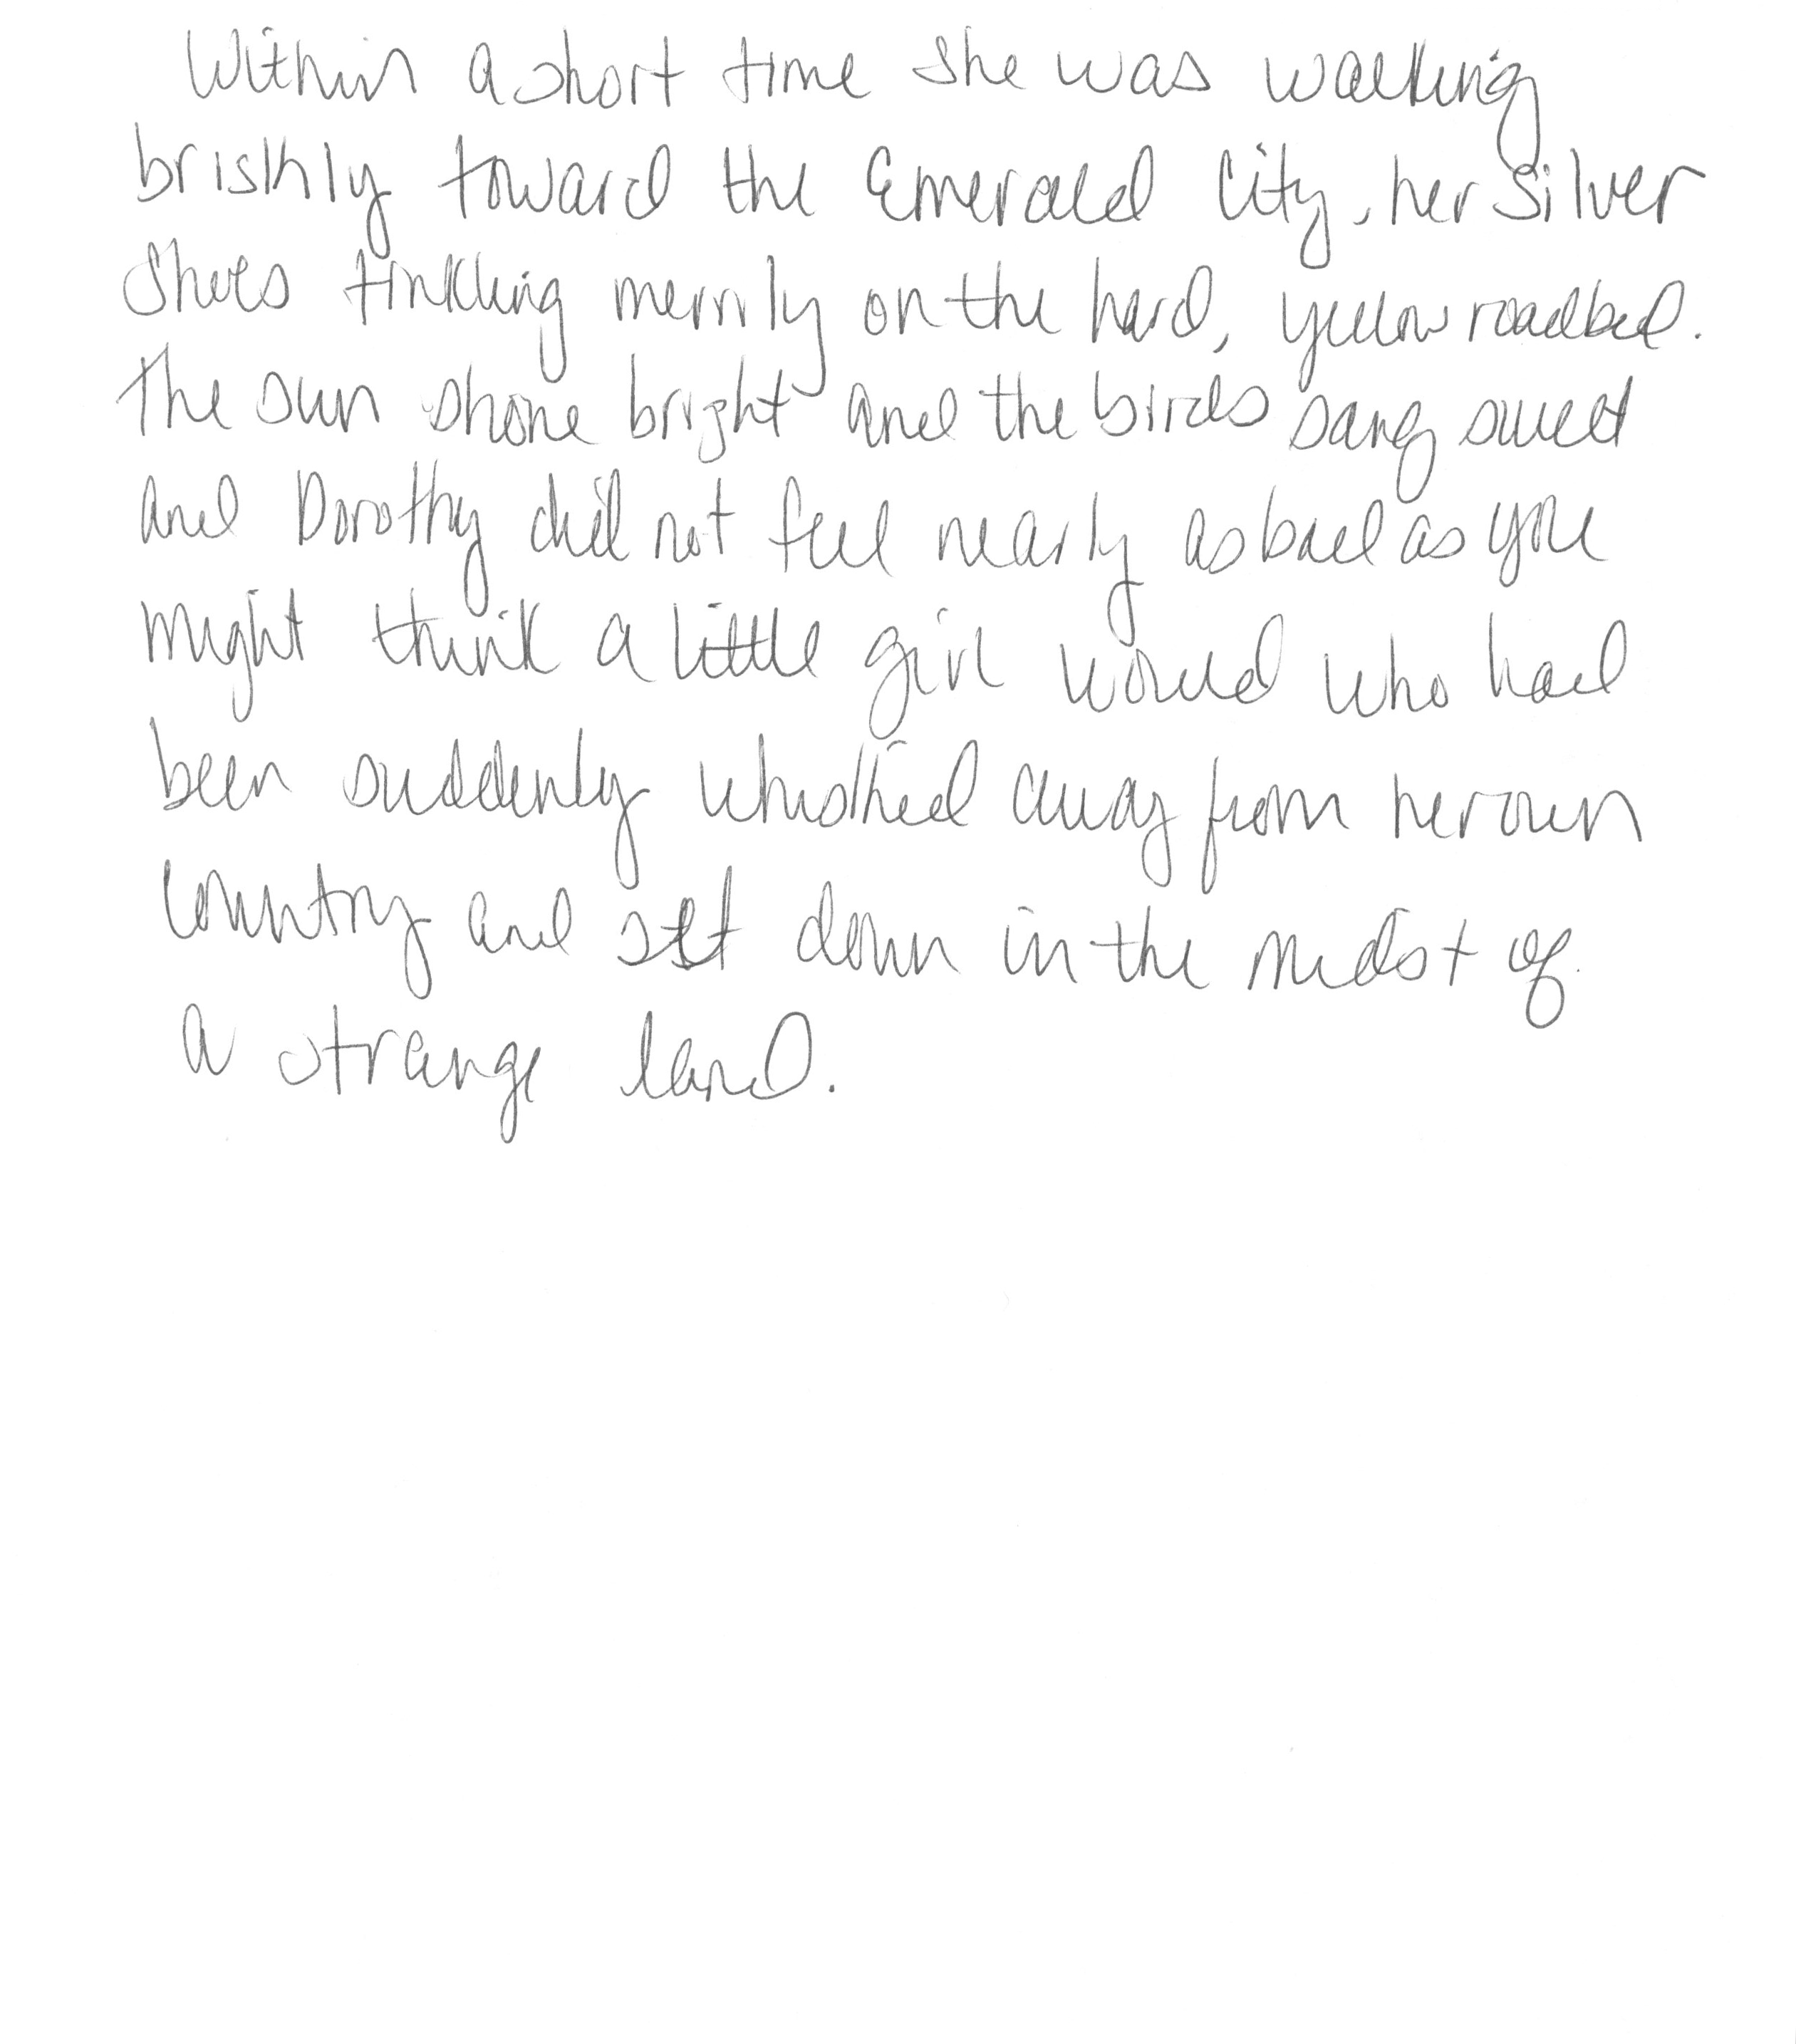 Within a short time she was walking
briskly toward the Emerald City, her Silver
Shoes tinkling merrily on the hard, yellow roadbed.
The sun shone bright and the birds sang sweet
and Dorothy did not feel nearly as bad as you
might think a little girl would who had
been suddenly whisked away from her own
country and set down in the midst of
a strange land.